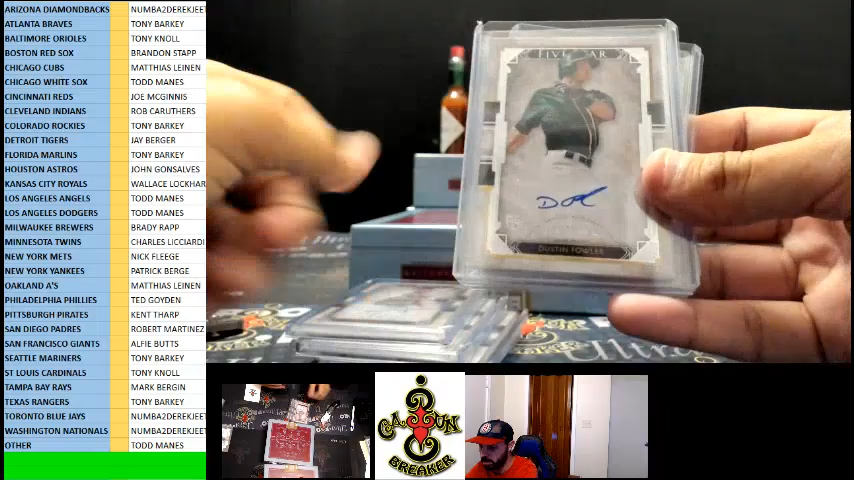 ARIZONA DIAMONDBACKS NUMBA2DEREKJEET
ATLANTA BRAVES TONY BARKEY
BALTIMORE ORIOLES TONY KNOLL
BOSTON RED SOX BRANDON STAPP
CHICAGO CUBS MATTHIAS LEINEN
CHICAGO WHITE SOX TODD MANES
CINCINNATI REDS JOE MCGINNIS
CLEVELAND INDIANS ROB CARUTHERS
COLORADO ROCKIES TONY BARKEY
DETROIT TIGERS JAY BERGER
FLORIDA MARLINS TONY BARKEY
HOUSTON ASTROS JOHN GONSALVES
KANSAS CITY ROYALS WALLACE LOCKHAR
LOS ANGELES ANGELS TODD MANES
LOS ANGELES DODGERS TODD MANES
MILWAUKEE BREWERS BRADY RAPP
MINNESOTA TWINS CHARLES LICCIARDI
NEW YORK METS NICK FLEEGE
NEW YORK YANKEES PATRICK BERGE
OAKLAND A'S MATTHIAS LEINEN
PHILADELPHIA PHILLIES TED GOYDEN
PITTSBURGH PIRATES KENT THARP
SAN DIEGO PADRES ROBERT MARTINEZ
SAN FRANCISCO GIANTS ALFIE BUTTS
SEATTLE MARINERS TONY BARKEY
ST LOUIS CARDINALS TONY KNOLL
TAMPA BAY RAYS MARK BERGIN
TEXAS RANGERS TONY BARKEY
TORONTO BLUE JAYS NUMBA2DEREKJEET
WASHINGTON NATIONALS NUMBA2DEREKJEET
OTHER TODD MANES
FIVE STAR
DUSTIN FOWLER
CAJUN
BREAKER